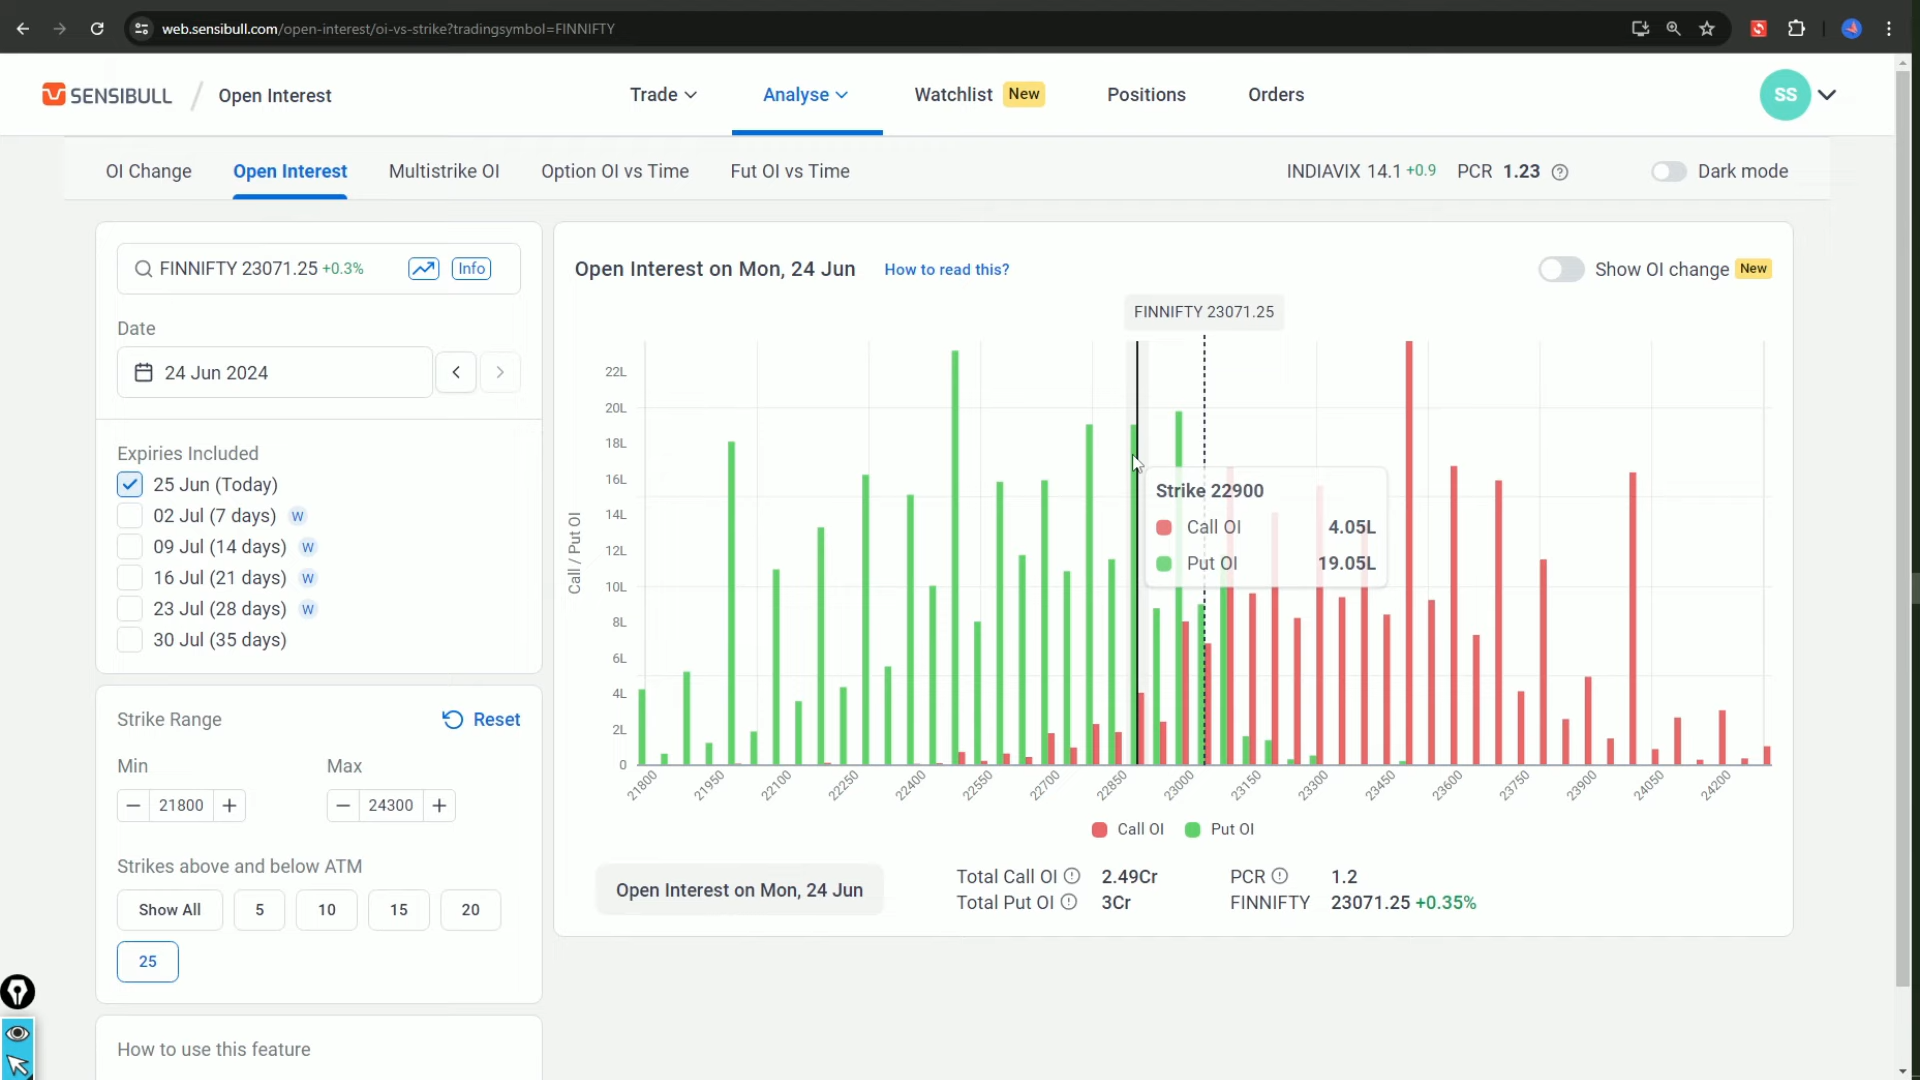 web.sensibull.com/open-interest/oi-vs-strike?tradingsymbol=FINNIFTY
SENSIBULL / Open Interest
Trade
Analyse
Watchlist New
Positions
Orders
SS
OI Change
Open Interest
Multistrike OI
Option OI vs Time
Fut OI vs Time
INDIAVIX 14.1 +0.9
PCR 1.23
Dark mode
FINNIFTY 23071.25 +0.3%
Info
Date
24 Jun 2024
Expiries Included
25 Jun (Today)
02 Jul (7 days) W
09 Jul (14 days) W
16 Jul (21 days) W
23 Jul (28 days) W
30 Jul (35 days)
Strike Range
Reset
Min
Max
− 21800 +
− 24300 +
Strikes above and below ATM
Show All
5
10
15
20
25
How to use this feature
Open Interest on Mon, 24 Jun
How to read this?
Show OI change New
FINNIFTY 23071.25
Call / Put OI
22L
20L
18L
16L
14L
12L
10L
8L
6L
4L
2L
0
Strike 22900
Call OI 4.05L
Put OI 19.05L
21800
21950
22100
22250
22400
22550
22700
22850
23000
23150
23300
23450
23600
23750
23900
24050
24200
Call OI
Put OI
Open Interest on Mon, 24 Jun
Total Call OI 2.49Cr
Total Put OI 3Cr
PCR 1.2
FINNIFTY 23071.25 +0.35%